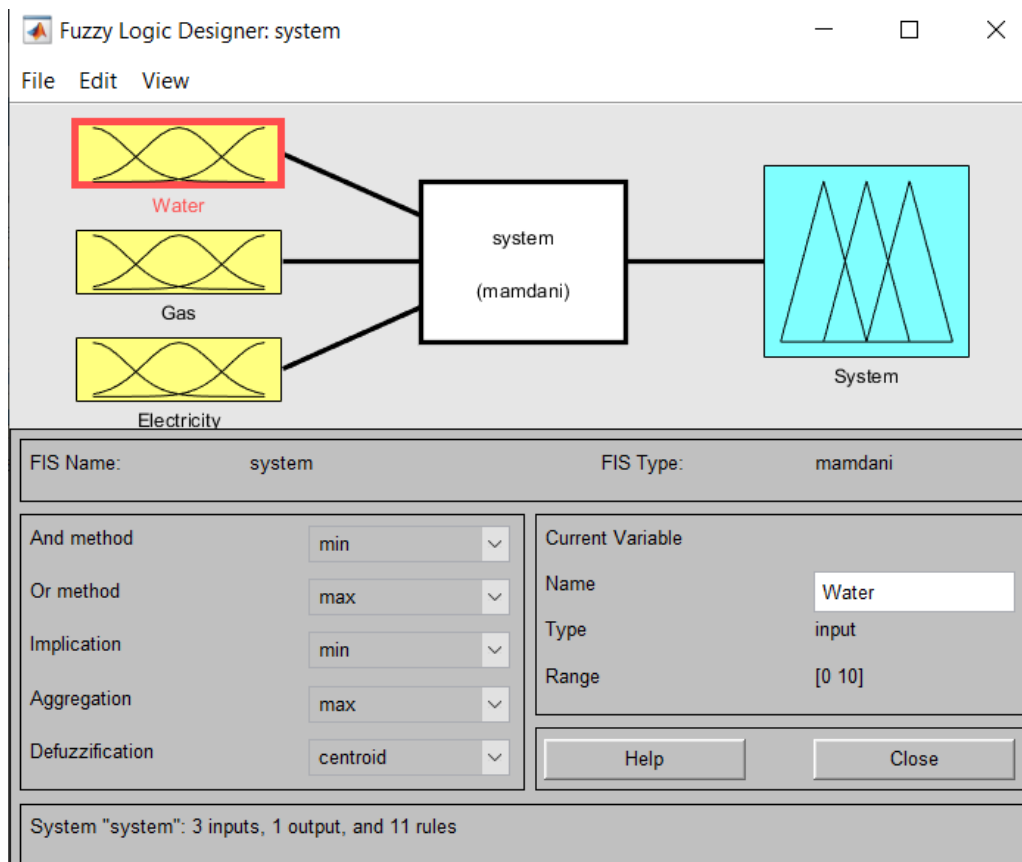 Fuzzy Logic Designer: system
File Edit View
Water
Gas
Electricity
system
(mamdani)
System
FIS Name: system FIS Type: mamdani
And method min
Or method max
Implication min
Aggregation max
Defuzzification centroid
Current Variable
Name Water
Type input
Range [0 10]
Help Close
System "system": 3 inputs, 1 output, and 11 rules